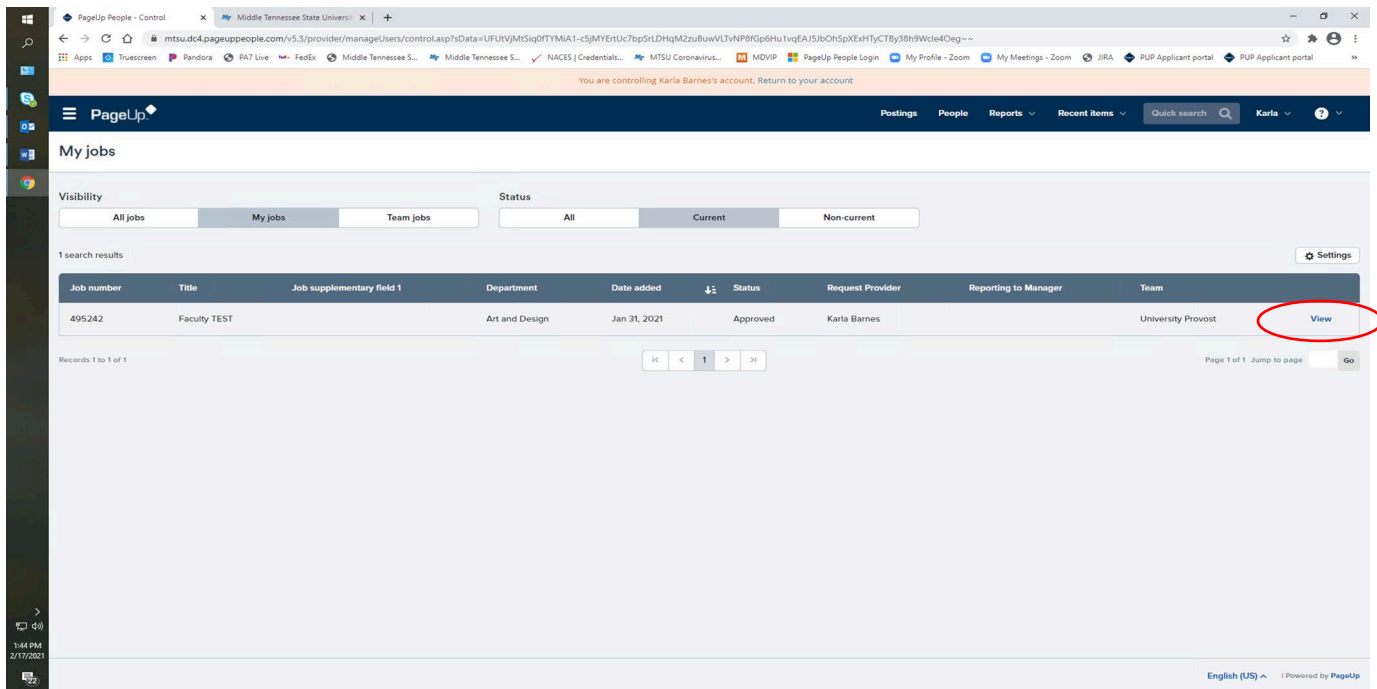 PageUp People - Control
Middle Tennessee State Universit
mtsu.dc4.pageuppeople.com/v5.3/provider/manageUsers/control.asp?sData=
Apps Truescreen Pandora PA7 Live FedEx Middle Tennessee S... Middle Tennessee S... NACES | Credentials... MTSU Coronavirus... MDVIP PageUp People Login My Profile - Zoom My Meetings - Zoom JIRA PUP Applicant portal PUP Applicant portal »
You are controlling Karla Barnes's account. Return to your account
PageUp. Postings People Reports Recent items Quick search Karla ?
My jobs
Visibility Status
All jobs My jobs Team jobs All Current Non-current
1 search results Settings
Job number Title Job supplementary field 1 Department Date added Status Request Provider Reporting to Manager Team
495242 Faculty TEST Art and Design Jan 31, 2021 Approved Karla Barnes University Provost View
Records 1 to 1 of 1 1 Page 1 of 1 Jump to page Go
1:44 PM
2/17/2021
22
English (US) | Powered by PageUp